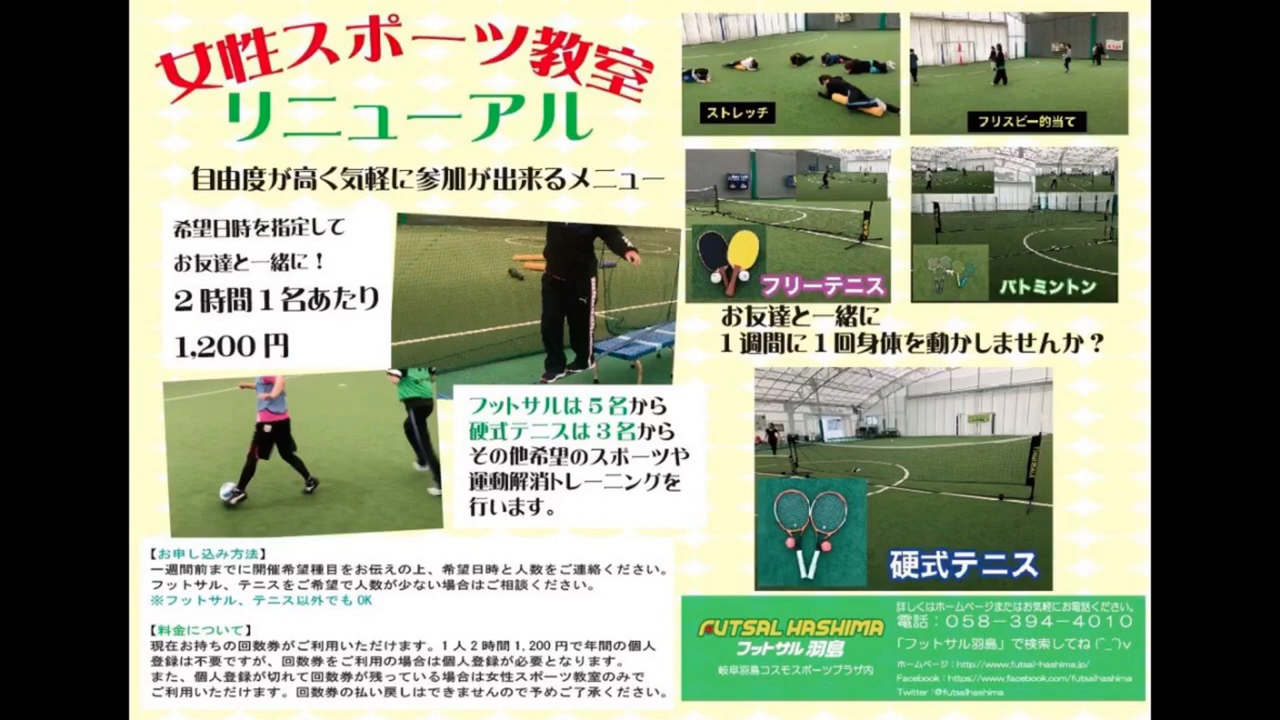 女性スポーツ教室
リニューアル
自由度が高く気軽に参加が出来るメニュー
希望日時を指定して
お友達と一緒に！
２時間１名あたり
1,200円
フットサルは５名から
硬式テニスは３名から
その他希望のスポーツや
運動解消トレーニングを
行います。
【お申し込み方法】
一週間前までに開催希望種目をお伝えの上、希望日時と人数をご連絡ください。
フットサル、テニスをご希望で人数が少ない場合はご相談ください。
※フットサル、テニス以外でもOK
【料金について】
現在お持ちの回数券がご利用いただけます。１人２時間1,200円で年間の個人
登録は不要ですが、回数券をご利用の場合は個人登録が必要となります。
また、個人登録が切れて回数券が残っている場合は女性スポーツ教室のみで
ご利用いただけます。回数券の払い戻しはできませんので予めご了承ください。
ストレッチ
フリスビー的当て
フリーテニス
バトミントン
お友達と一緒に
１週間に１回身体を動かしませんか？
硬式テニス
FUTSAL HASHIMA
フットサル羽島
岐阜羽島コスモスポーツプラザ内
詳しくはホームページまたはお気軽にお電話ください。
電話：058-394-4010
「フットサル羽島」で検索してね (^_^)v
ホームページ：http://www.futsal-hashima.jp/
Facebook：https://www.facebook.com/futsalhashima
Twitter：@futsalhashima